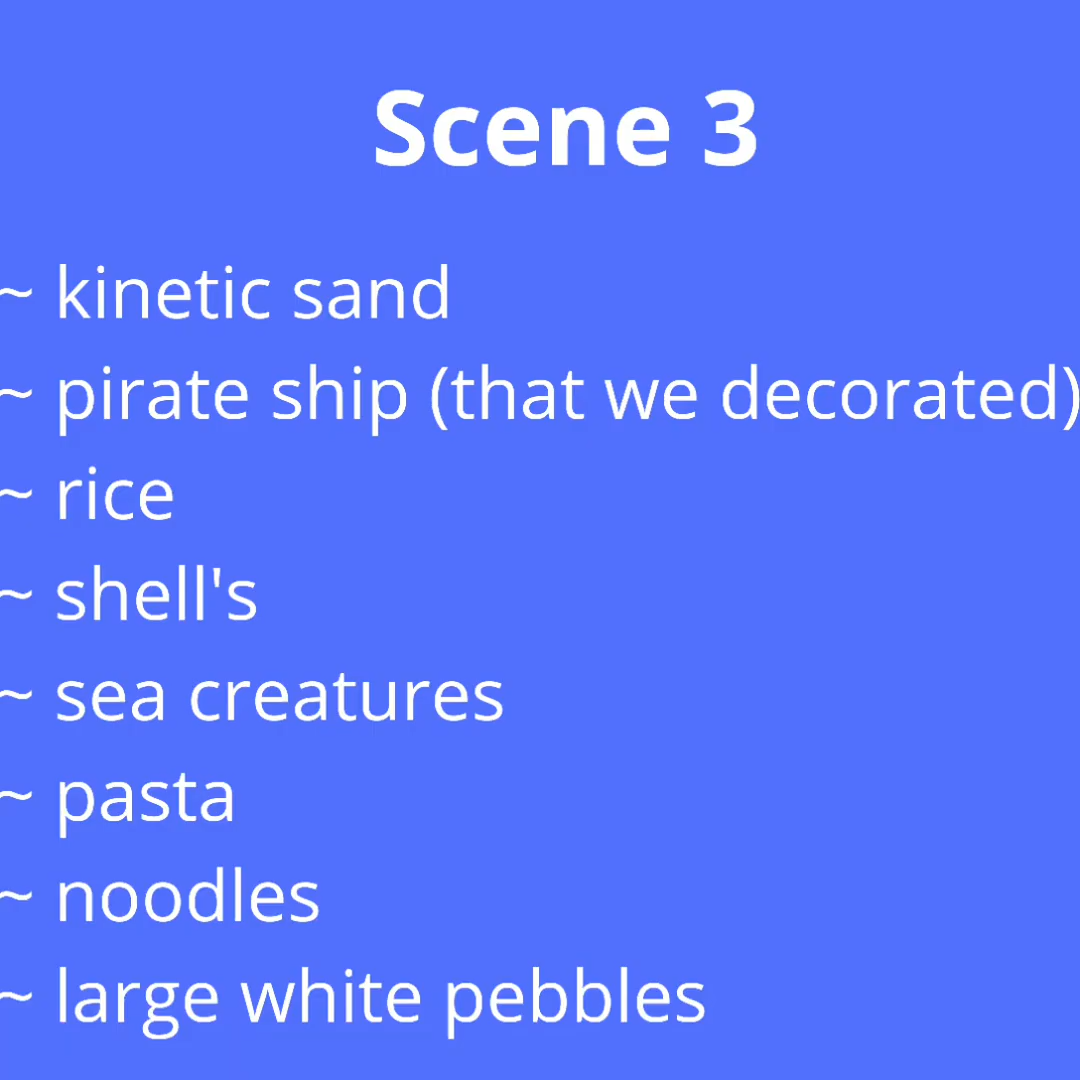 Scene 3
~ kinetic sand
~ pirate ship (that we decorated)
~ rice
~ shell's
~ sea creatures
~ pasta
~ noodles
~ large white pebbles